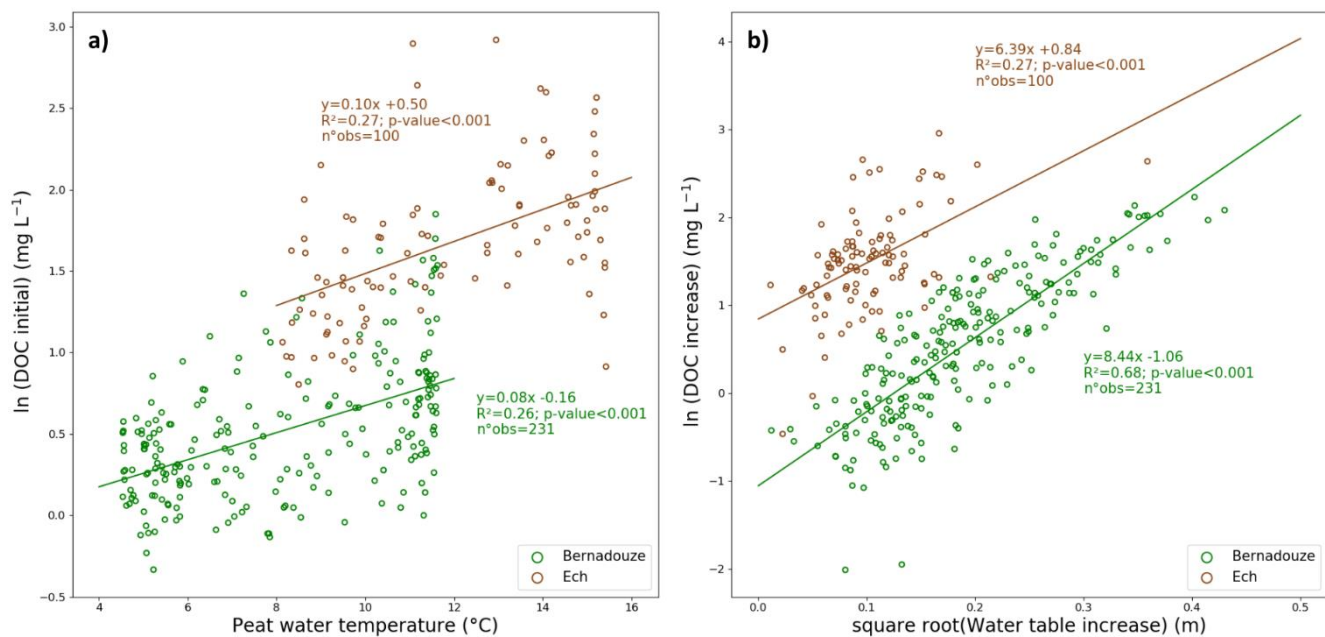 a)
ln (DOC initial) (mg L⁻¹)
3.0
2.5
2.0
1.5
1.0
0.5
0.0
−0.5
y=0.10x +0.50
R²=0.27; p-value<0.001
n°obs=100
y=0.08x -0.16
R²=0.26; p-value<0.001
n°obs=231
Bernadouze
Ech
4 6 8 10 12 14 16
Peat water temperature (°C)
b)
ln (DOC increase) (mg L⁻¹)
4
3
2
1
0
−1
−2
y=6.39x +0.84
R²=0.27; p-value<0.001
n°obs=100
y=8.44x -1.06
R²=0.68; p-value<0.001
n°obs=231
Bernadouze
Ech
0.0 0.1 0.2 0.3 0.4 0.5
square root(Water table increase) (m)